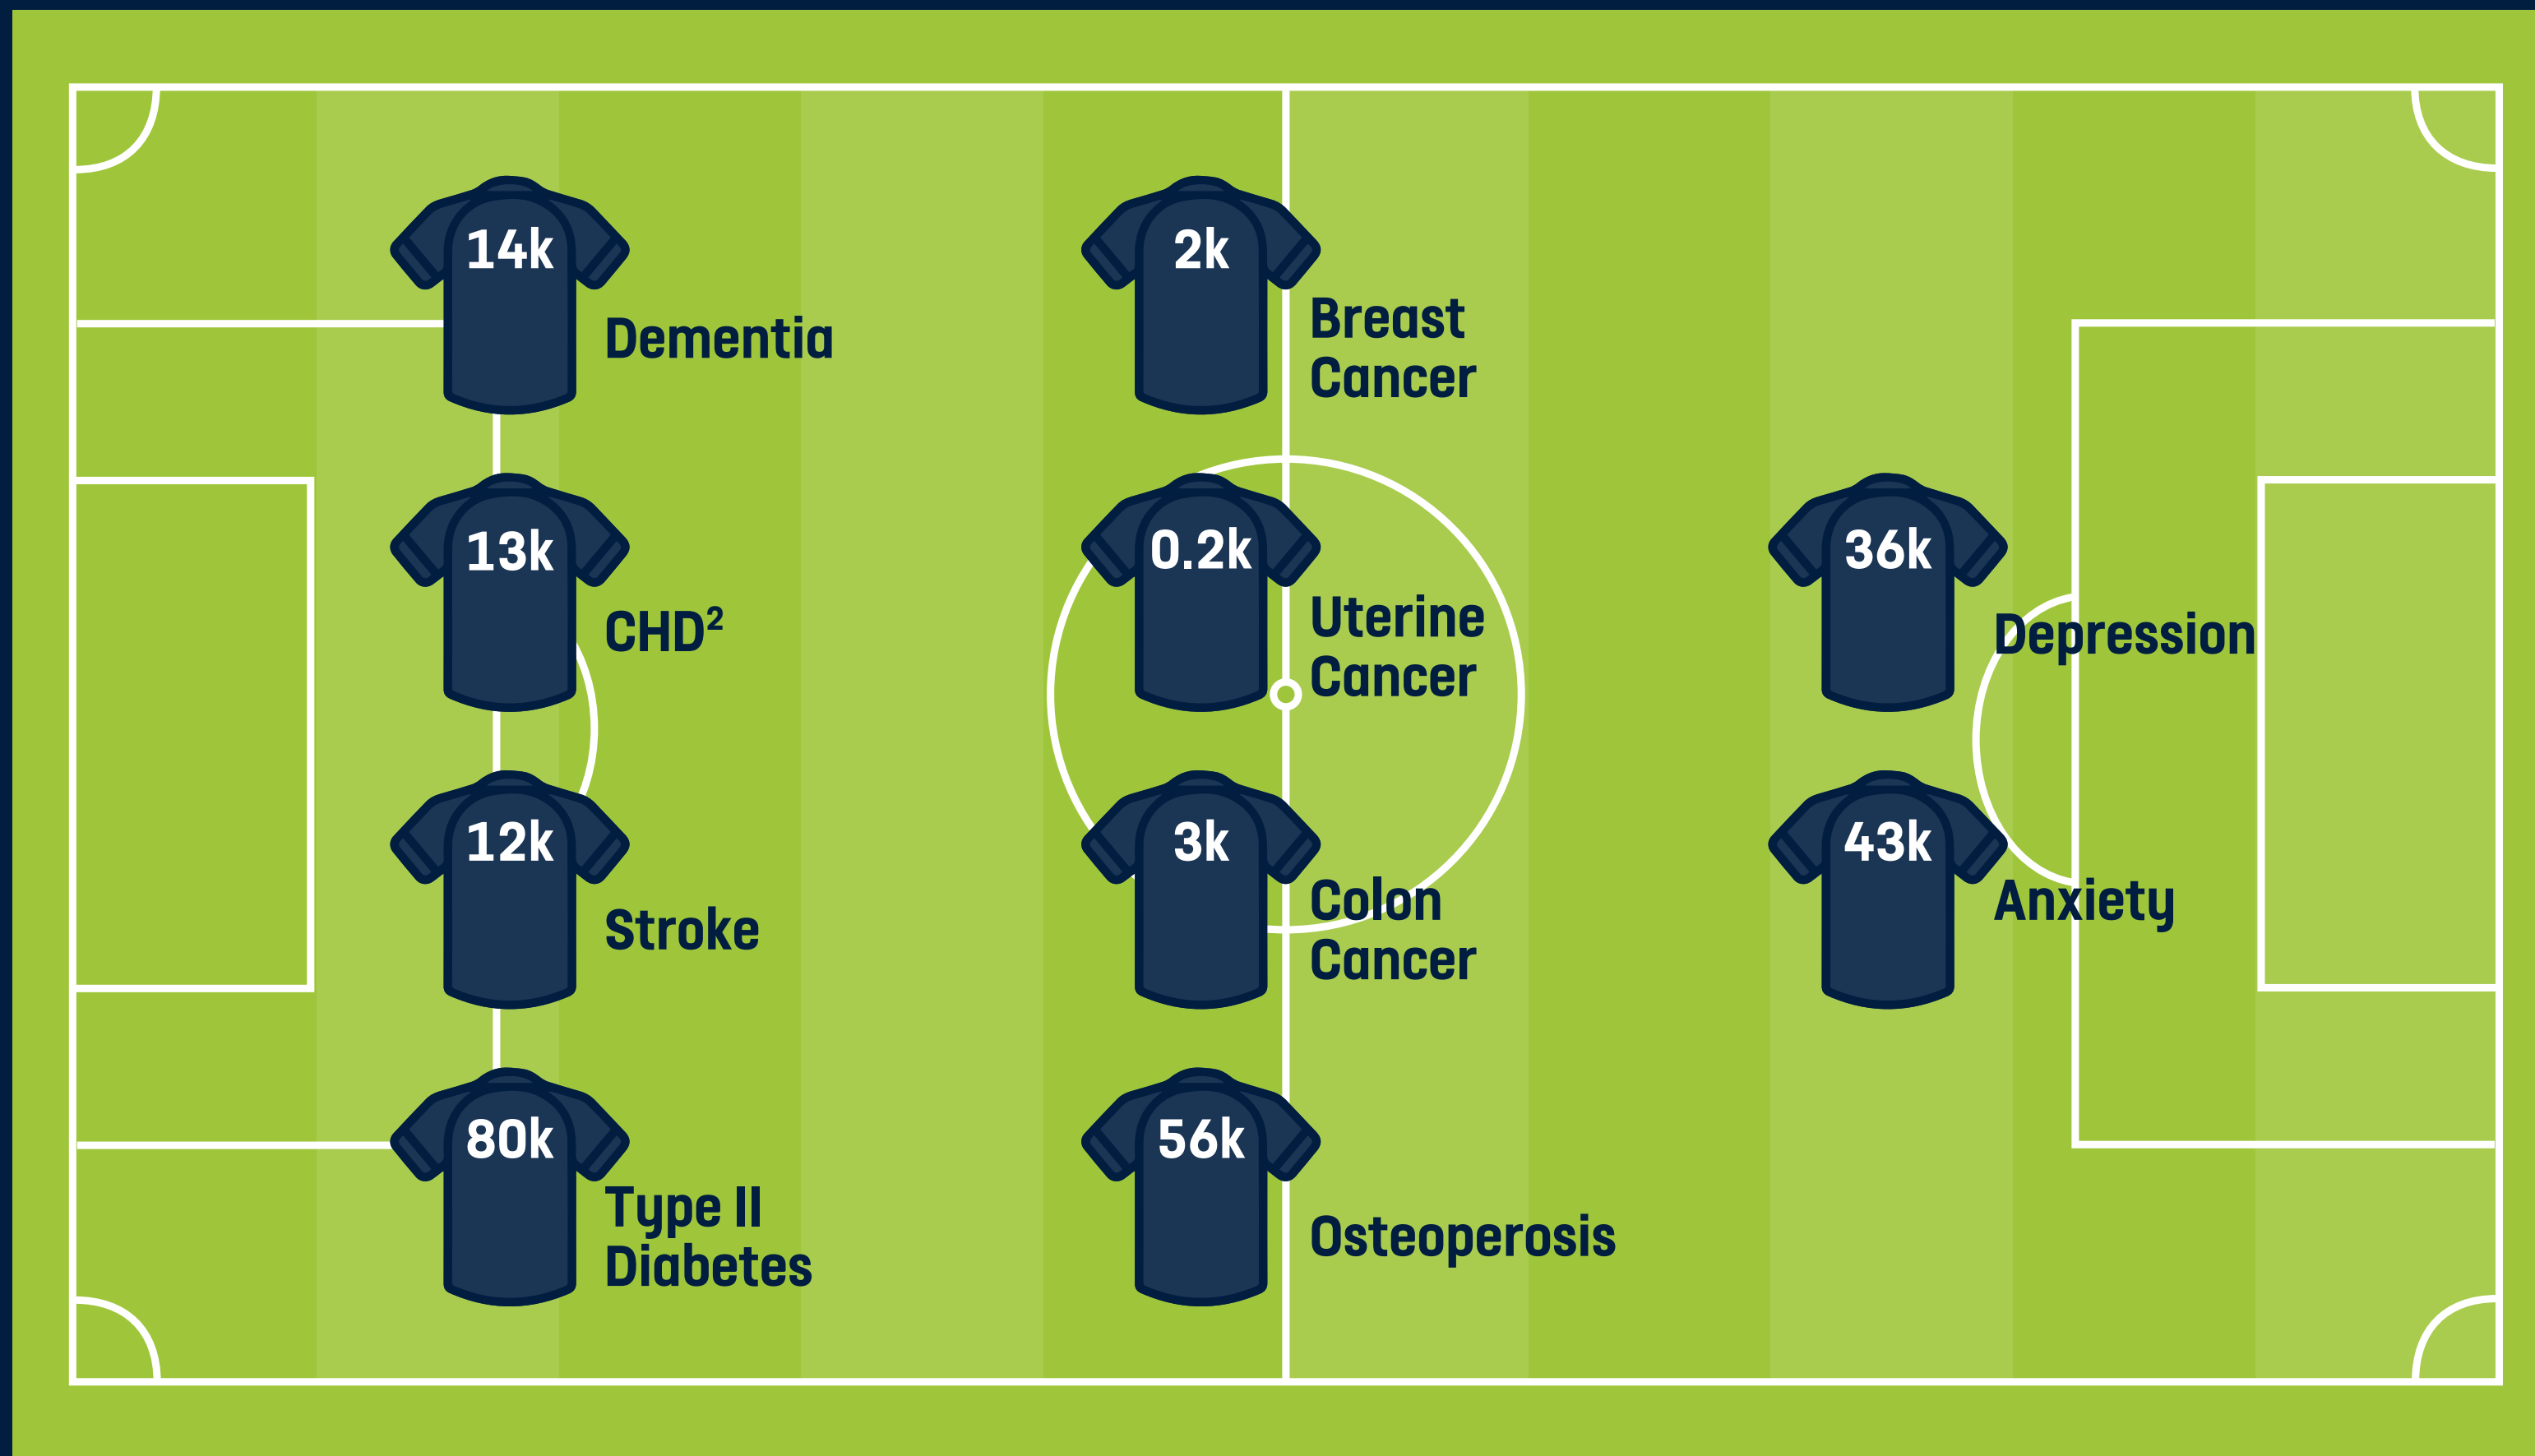 14k
Dementia
13k
CHD²
12k
Stroke
80k
Type II
Diabetes
2k
Breast
Cancer
0.2k
Uterine
Cancer
3k
Colon
Cancer
56k
Osteoperosis
36k
Depression
43k
Anxiety